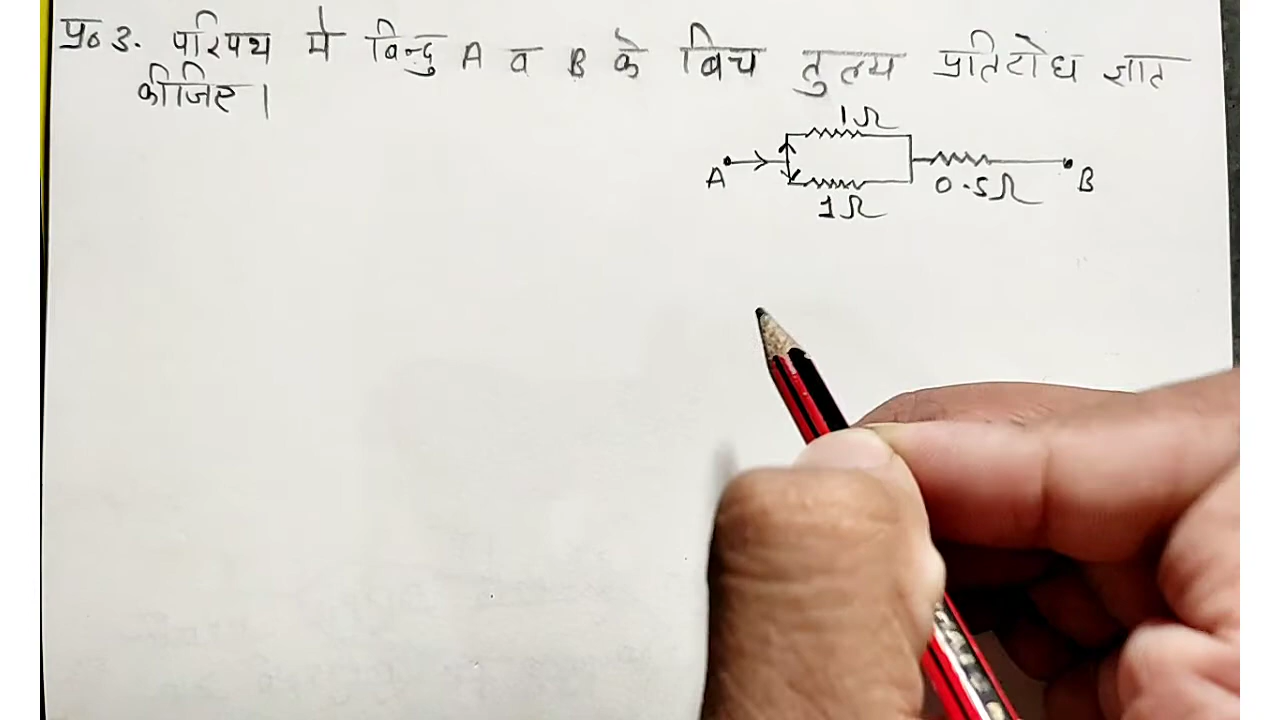 प्र० 3. परिपथ मे बिन्दु A व B के बिच तुल्य प्रतिरोध ज्ञात
कीजिए।
1Ω
A
B
0.5Ω
1Ω